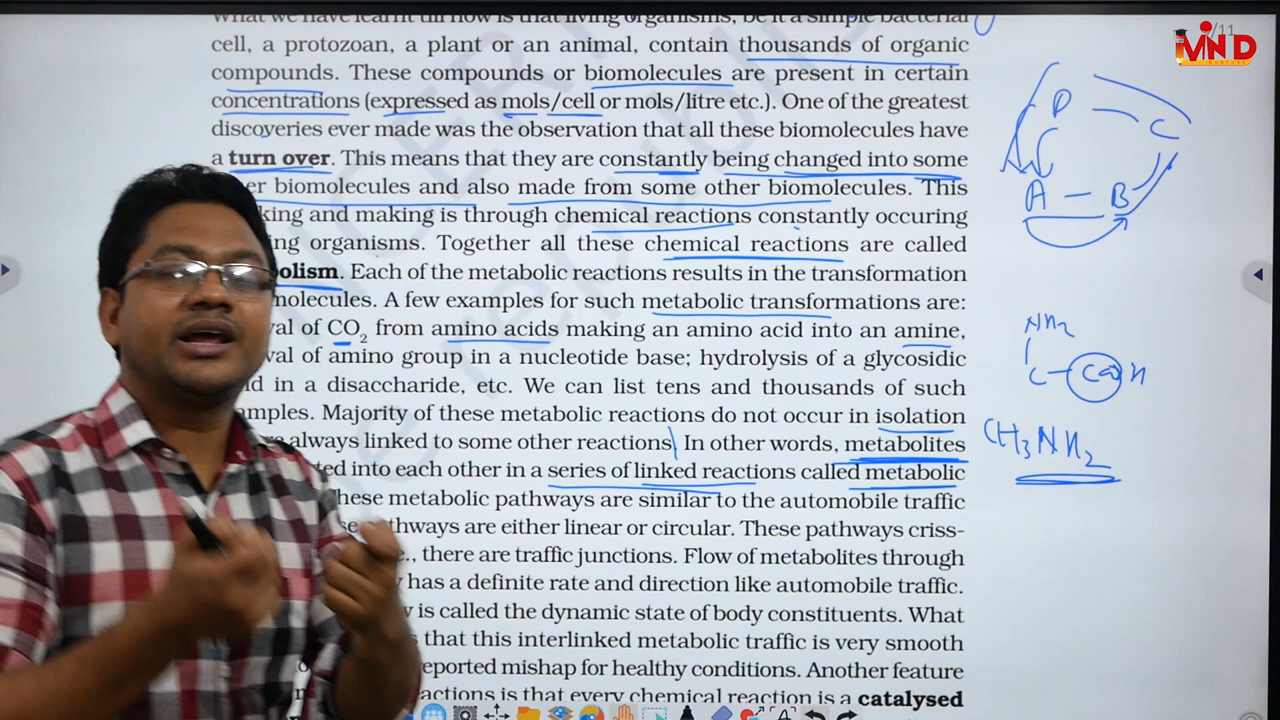 What we have learnt till now is that living organisms, be it a simple bacterial
cell, a protozoan, a plant or an animal, contain thousands of organic
compounds. These compounds or biomolecules are present in certain
concentrations (expressed as mols/cell or mols/litre etc.). One of the greatest
discoveries ever made was the observation that all these biomolecules have
a turn over. This means that they are constantly being changed into some
er biomolecules and also made from some other biomolecules. This
king and making is through chemical reactions constantly occuring
ng organisms. Together all these chemical reactions are called
olism. Each of the metabolic reactions results in the transformation
nolecules. A few examples for such metabolic transformations are:
val of CO2 from amino acids making an amino acid into an amine,
val of amino group in a nucleotide base; hydrolysis of a glycosidic
d in a disaccharide, etc. We can list tens and thousands of such
mples. Majority of these metabolic reactions do not occur in isolation
always linked to some other reactions. In other words, metabolites
ted into each other in a series of linked reactions called metabolic
hese metabolic pathways are similar to the automobile traffic
se pathways are either linear or circular. These pathways criss-
e., there are traffic junctions. Flow of metabolites through
y has a definite rate and direction like automobile traffic.
w is called the dynamic state of body constituents. What
s that this interlinked metabolic traffic is very smooth
reported mishap for healthy conditions. Another feature
actions is that every chemical reaction is a catalysed
/11
MIND
D C
A — B
NH2
C — COOH
CH3NH2